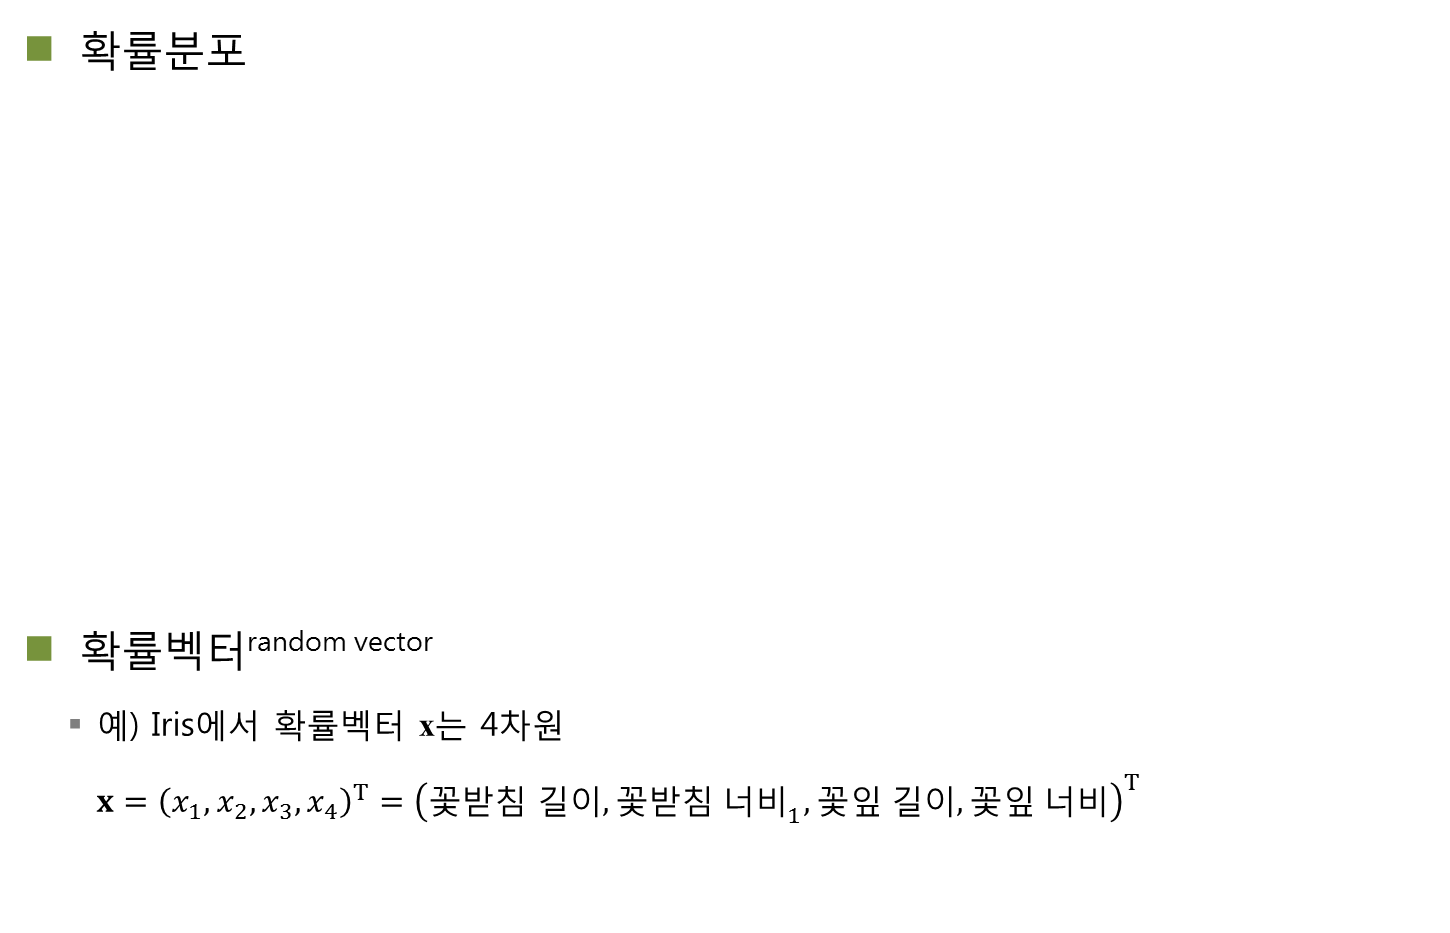 확률분포
확률벡터random vector
예) Iris에서 확률벡터 x는 4차원
x = (x₁, x₂, x₃, x₄)ᵀ = (꽃받침 길이, 꽃받침 너비₁, 꽃잎 길이, 꽃잎 너비)ᵀ